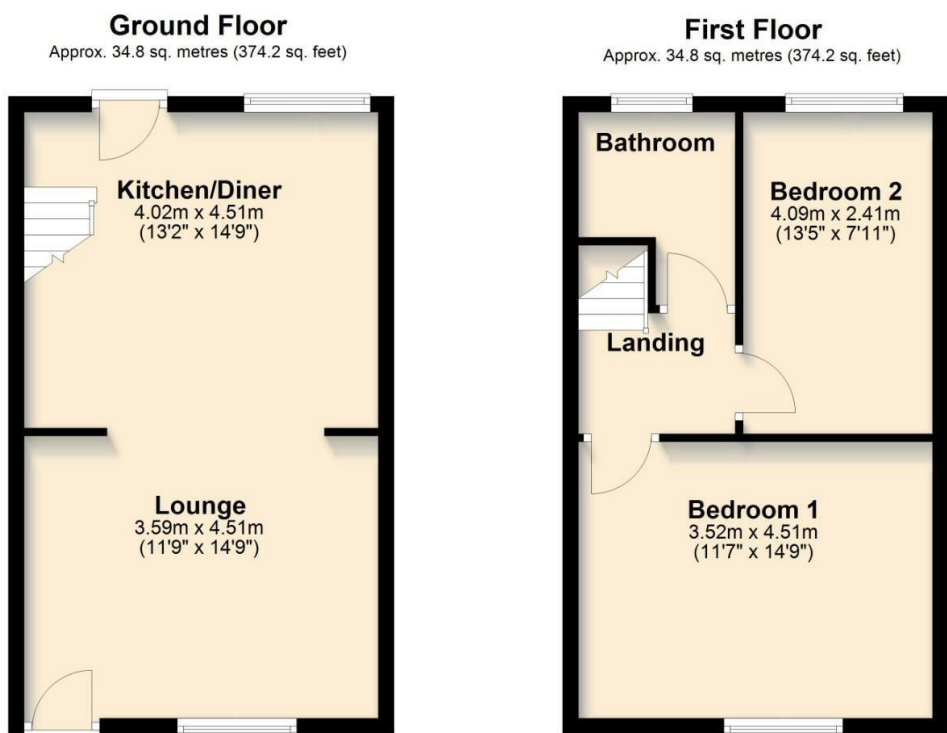 Ground Floor
Approx. 34.8 sq. metres (374.2 sq. feet)
Kitchen/Diner
4.02m x 4.51m
(13'2" x 14'9")
Lounge
3.59m x 4.51m
(11'9" x 14'9")
First Floor
Approx. 34.8 sq. metres (374.2 sq. feet)
Bathroom
Bedroom 2
4.09m x 2.41m
(13'5" x 7'11")
Landing
Bedroom 1
3.52m x 4.51m
(11'7" x 14'9")